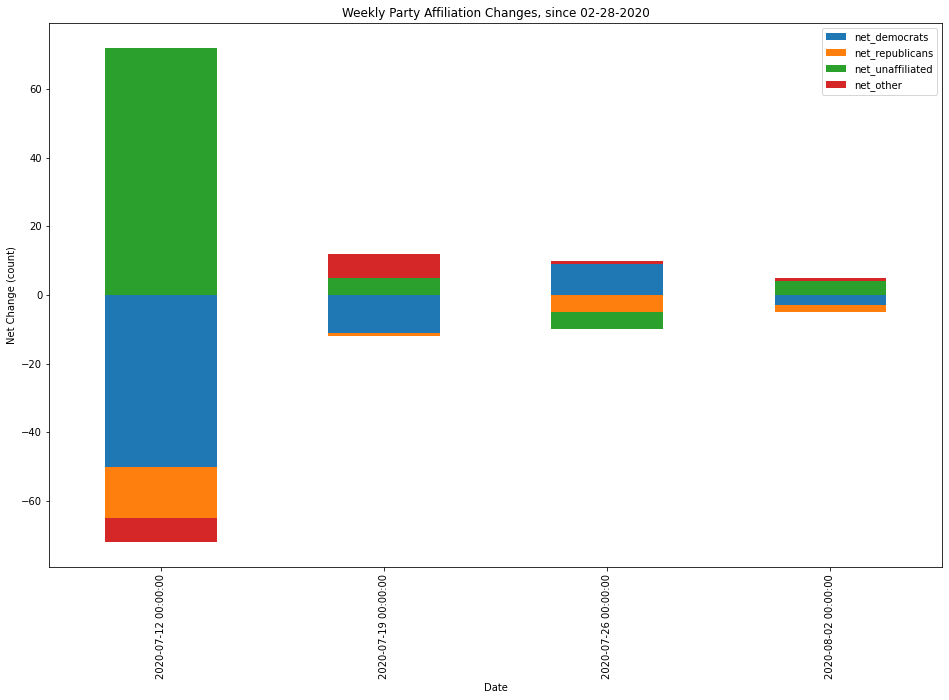 Weekly Party Affiliation Changes, since 02-28-2020
net_democrats
net_republicans
net_unaffiliated
net_other
Net Change (count)
60
40
20
0
−20
−40
−60
2020-07-12 00:00:00
2020-07-19 00:00:00
2020-07-26 00:00:00
2020-08-02 00:00:00
Date